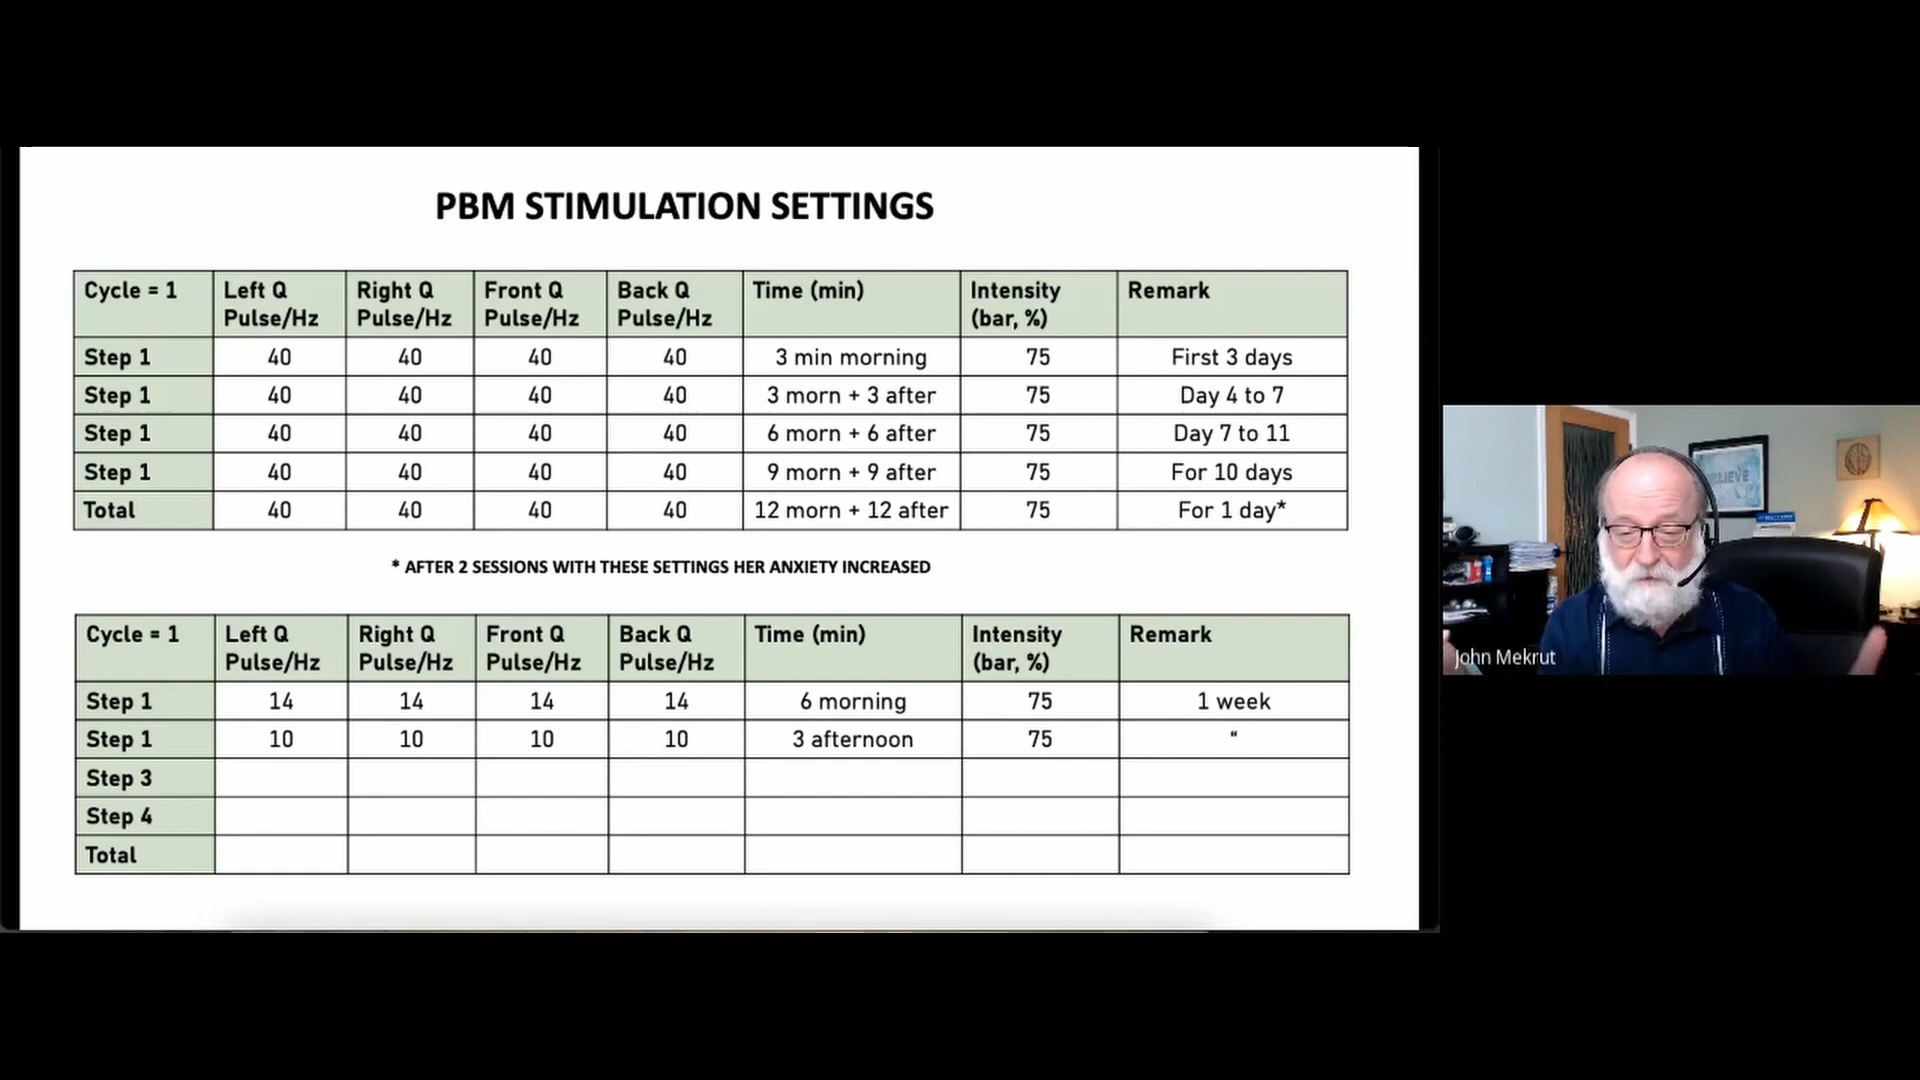 PBM STIMULATION SETTINGS
Cycle = 1 Left Q Pulse/Hz Right Q Pulse/Hz Front Q Pulse/Hz Back Q Pulse/Hz Time (min) Intensity (bar, %) Remark
Step 1 40 40 40 40 3 min morning 75 First 3 days
Step 1 40 40 40 40 3 morn + 3 after 75 Day 4 to 7
Step 1 40 40 40 40 6 morn + 6 after 75 Day 7 to 11
Step 1 40 40 40 40 9 morn + 9 after 75 For 10 days
Total 40 40 40 40 12 morn + 12 after 75 For 1 day*
* AFTER 2 SESSIONS WITH THESE SETTINGS HER ANXIETY INCREASED
Cycle = 1 Left Q Pulse/Hz Right Q Pulse/Hz Front Q Pulse/Hz Back Q Pulse/Hz Time (min) Intensity (bar, %) Remark
Step 1 14 14 14 14 6 morning 75 1 week
Step 1 10 10 10 10 3 afternoon 75 “
Step 3
Step 4
Total
John Mekrut